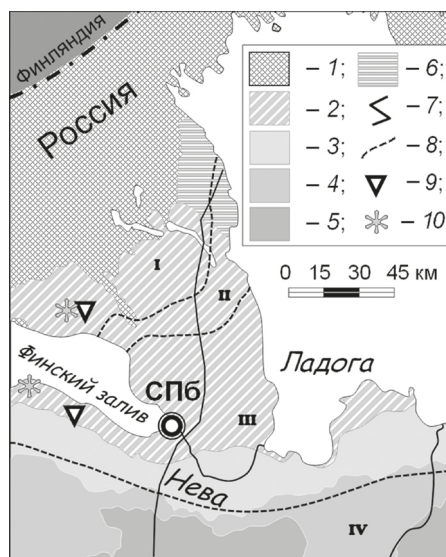 Финляндия
Россия
– 1;
– 2;
– 3;
– 4;
– 5;
– 6;
– 7;
– 8;
– 9;
– 10
0 15 30 45 км
I
II
Ладога
Финский залив
СПб
III
Нева
IV